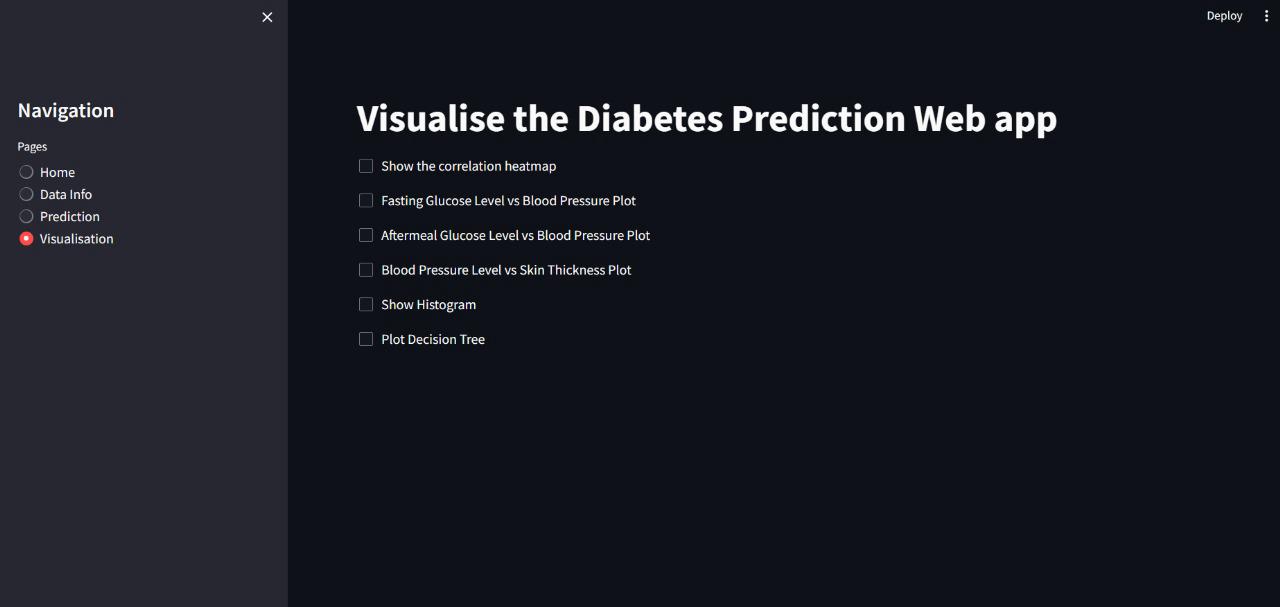 Deploy
Navigation
Pages
Home
Data Info
Prediction
Visualisation
Visualise the Diabetes Prediction Web app
Show the correlation heatmap
Fasting Glucose Level vs Blood Pressure Plot
Aftermeal Glucose Level vs Blood Pressure Plot
Blood Pressure Level vs Skin Thickness Plot
Show Histogram
Plot Decision Tree